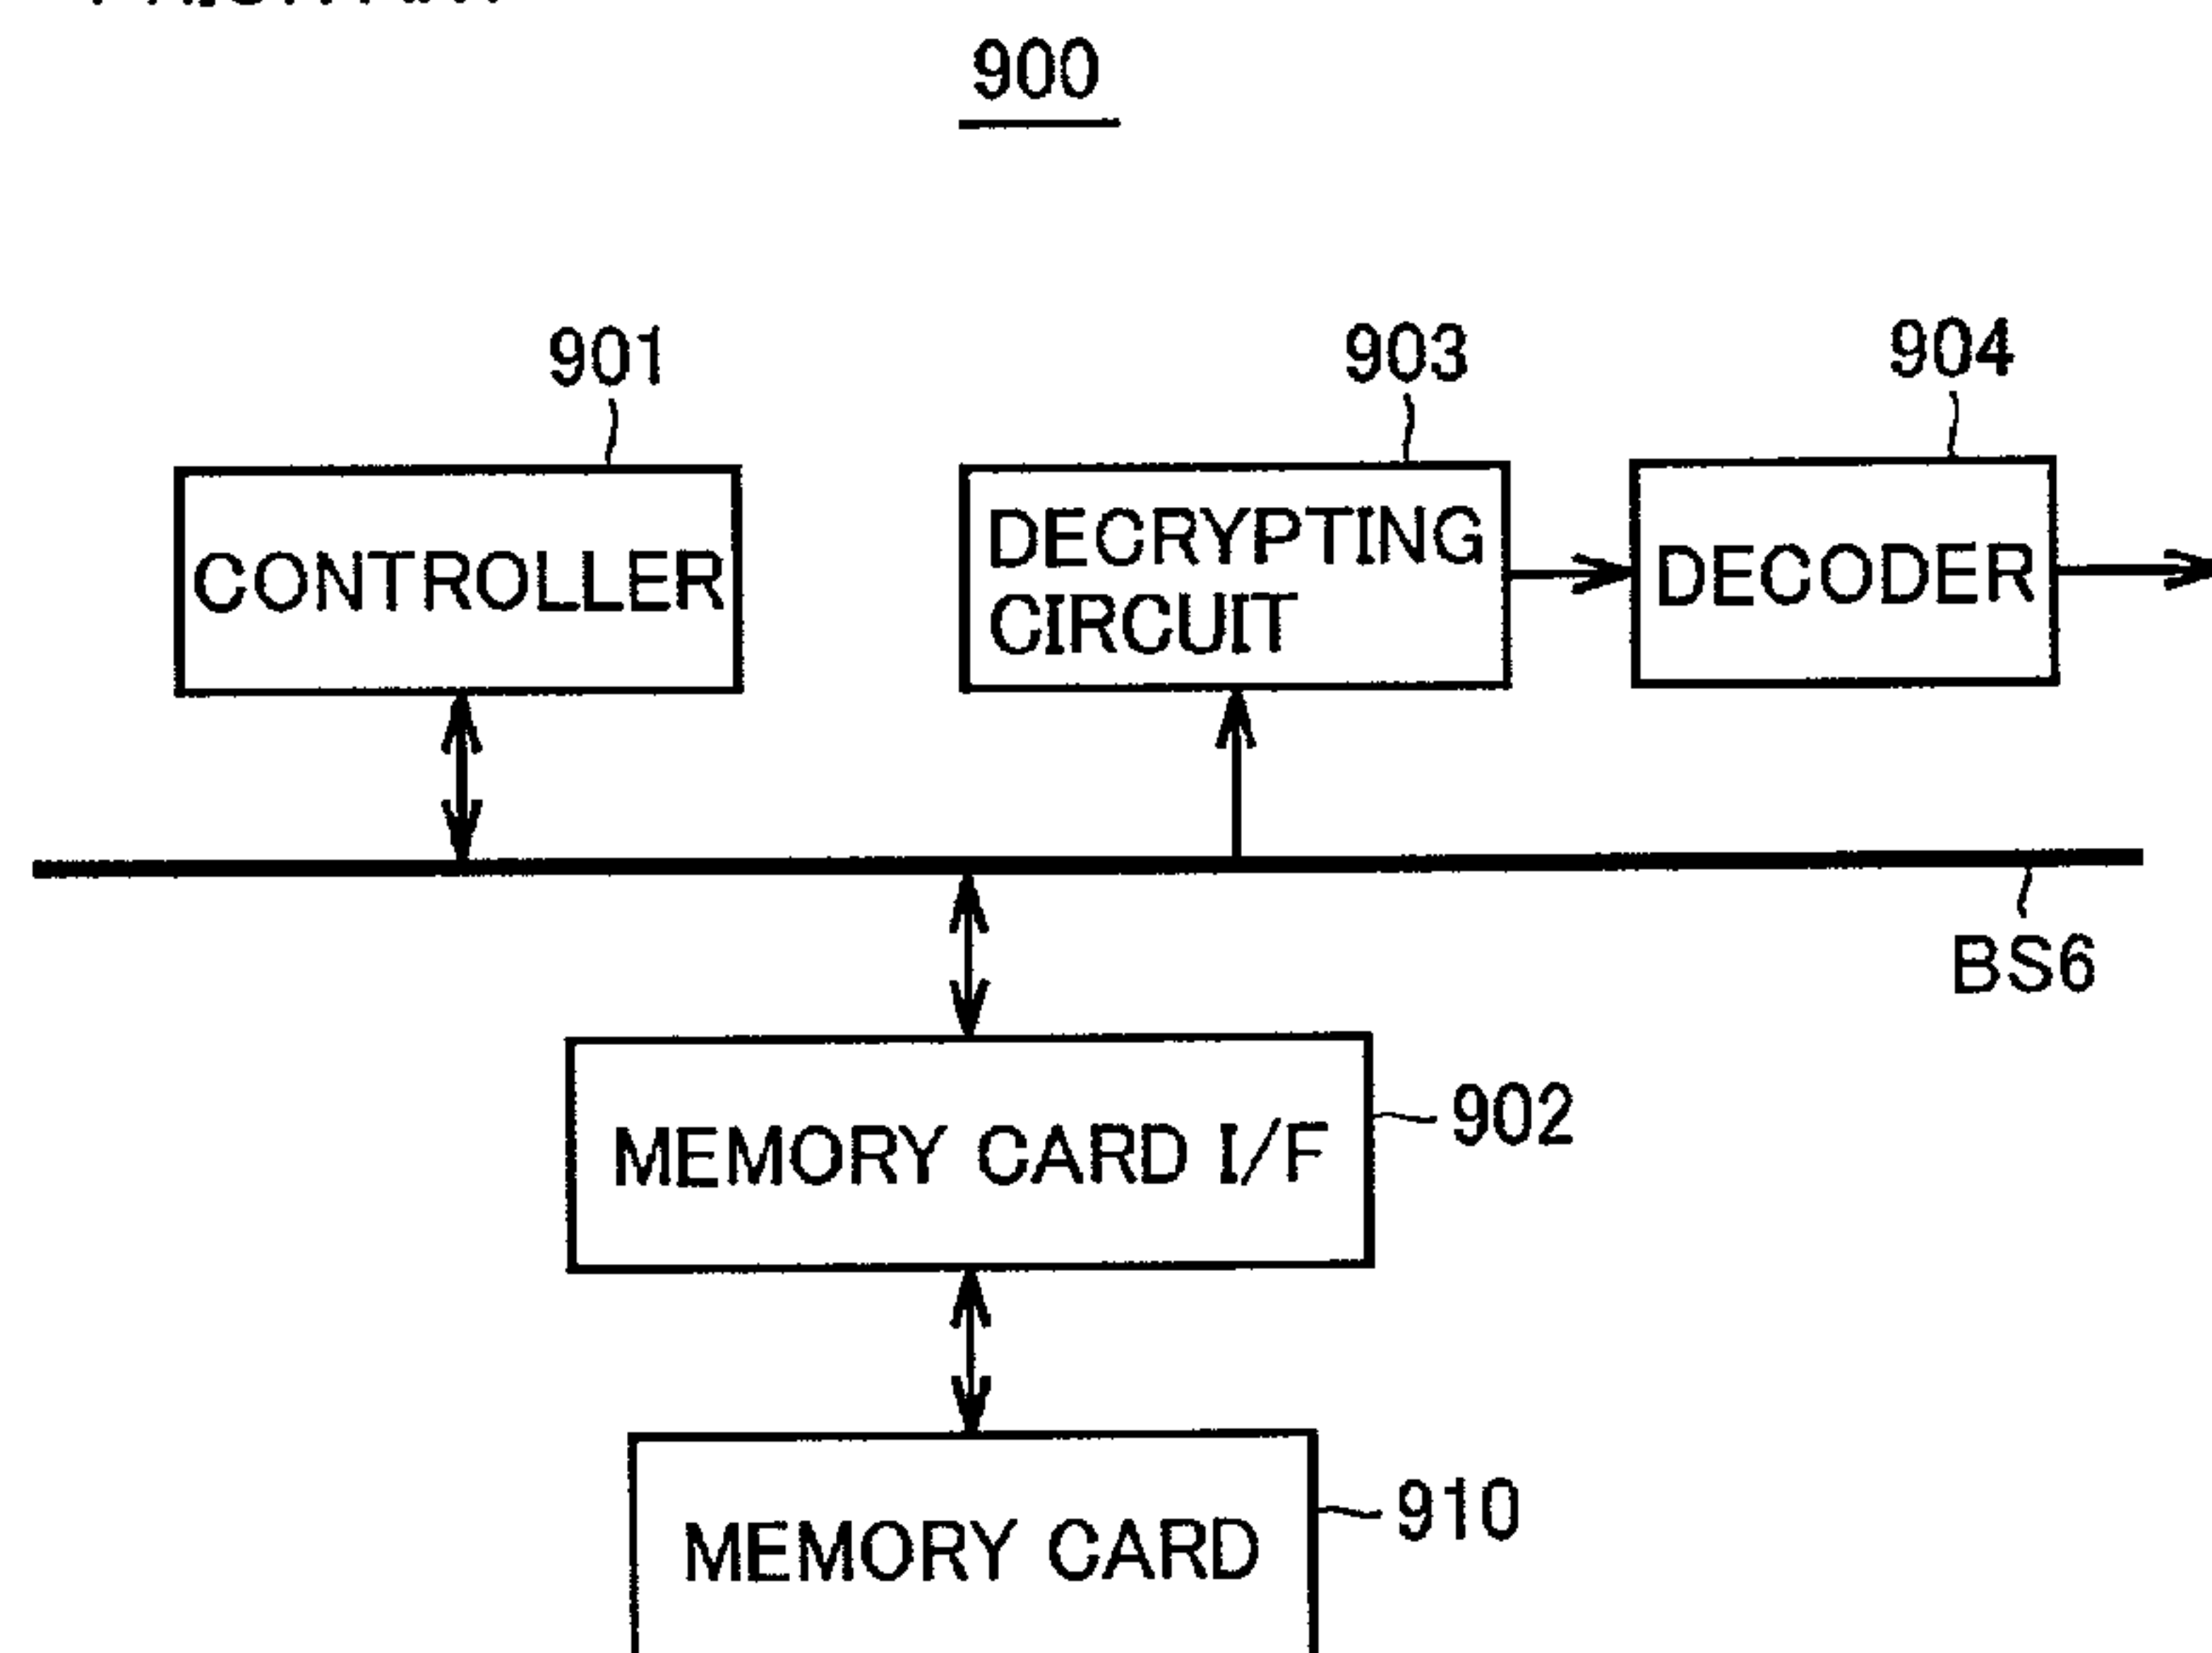 900
901
903
904
CONTROLLER
DECRYPTING
CIRCUIT
DECODER
BS6
MEMORY CARD I/F
902
MEMORY CARD
910